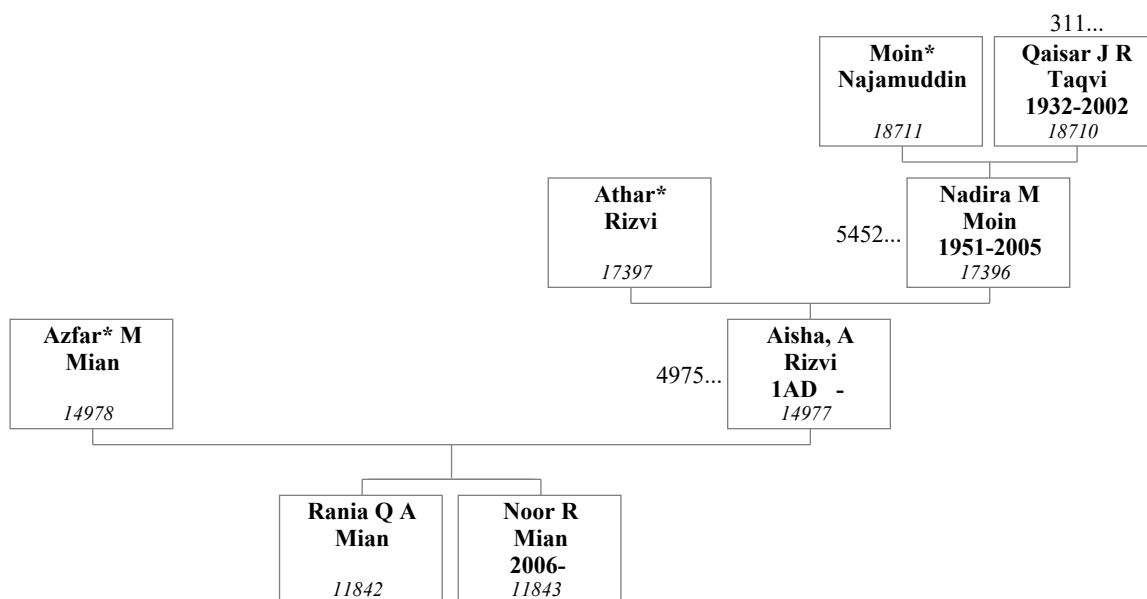 311...
Moin*
Najamuddin
18711
Qaisar J R
Taqvi
1932-2002
18710
Athar*
Rizvi
17397
5452...
Nadira M
Moin
1951-2005
17396
Azfar* M
Mian
14978
4975...
Aisha, A
Rizvi
1AD -
14977
Rania Q A
Mian
11842
Noor R
Mian
2006-
11843